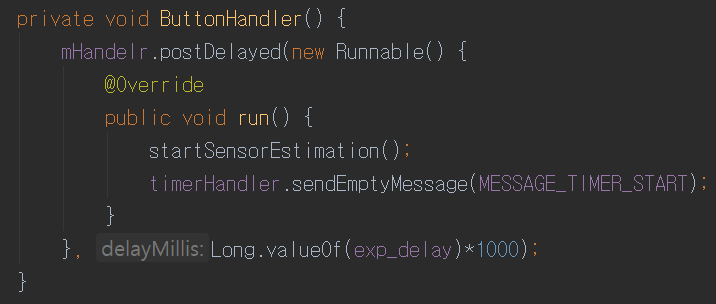 private void ButtonHandler() {
mHandelr.postDelayed(new Runnable() {
@Override
public void run() {
startSensorEstimation();
timerHandler.sendEmptyMessage(MESSAGE_TIMER_START);
}
}, delayMillis: Long.valueOf(exp_delay)*1000);
}